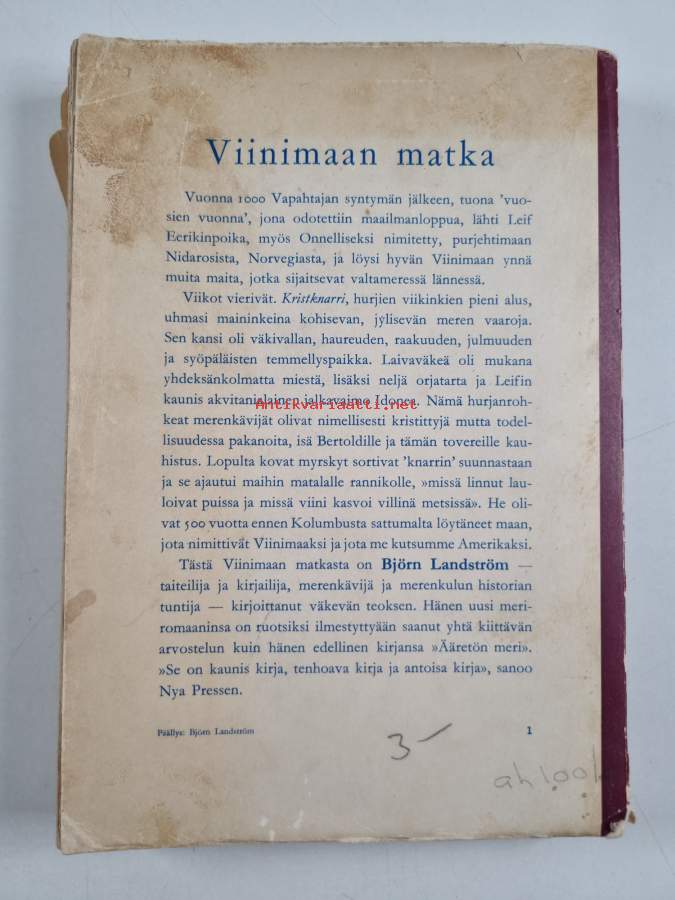 Viinimaan matka
Vuonna 1000 Vapahtajan syntymän jälkeen, tuona 'vuo-
sien vuonna', jona odotettiin maailmanloppua, lähti Leif
Eerikinpoika, myös Onnelliseksi nimitetty, purjehtimaan
Nidarosista, Norvegiasta, ja löysi hyvän Viinimaan ynnä
muita maita, jotka sijaitsevat valtameressä lännessä.
Viikot vierivät. Kristknarri, hurjien viikinkien pieni alus,
uhmasi maininkeina kohisevan, jylisevän meren vaaroja.
Sen kansi oli väkivallan, haureuden, raakuuden, julmuuden
ja syöpäläisten temmellyspaikka. Laivaväkeä oli mukana
yhdeksänkolmatta miestä, lisäksi neljä orjatarta ja Leifin
kaunis akvitanialainen jalkavaimo Idonea. Nämä hurjanroh-
Antikvariaatti.net
keat merenkävijät olivat nimellisesti kristittyjä mutta todel-
lisuudessa pakanoita, isä Bertoldille ja tämän tovereille kau-
histus. Lopulta kovat myrskyt sortivat 'knarrin' suunnastaan
ja se ajautui maihin matalalle rannikolle, »missä linnut lau-
loivat puissa ja missä viini kasvoi villinä metsissä». He oli-
vat 500 vuotta ennen Kolumbusta sattumalta löytäneet maan,
jota nimittivät Viinimaaksi ja jota me kutsumme Amerikaksi.
Tästä Viinimaan matkasta on Björn Landström —
taiteilija ja kirjailija, merenkävijä ja merenkulun historian
tuntija — kirjoittanut väkevän teoksen. Hänen uusi meri-
romaaninsa on ruotsiksi ilmestyttyään saanut yhtä kiittävän
arvostelun kuin hänen edellinen kirjansa »Ääretön meri».
»Se on kaunis kirja, tenhoava kirja ja antoisa kirja», sanoo
Nya Pressen.
Päällys: Björn Landström 1
3-